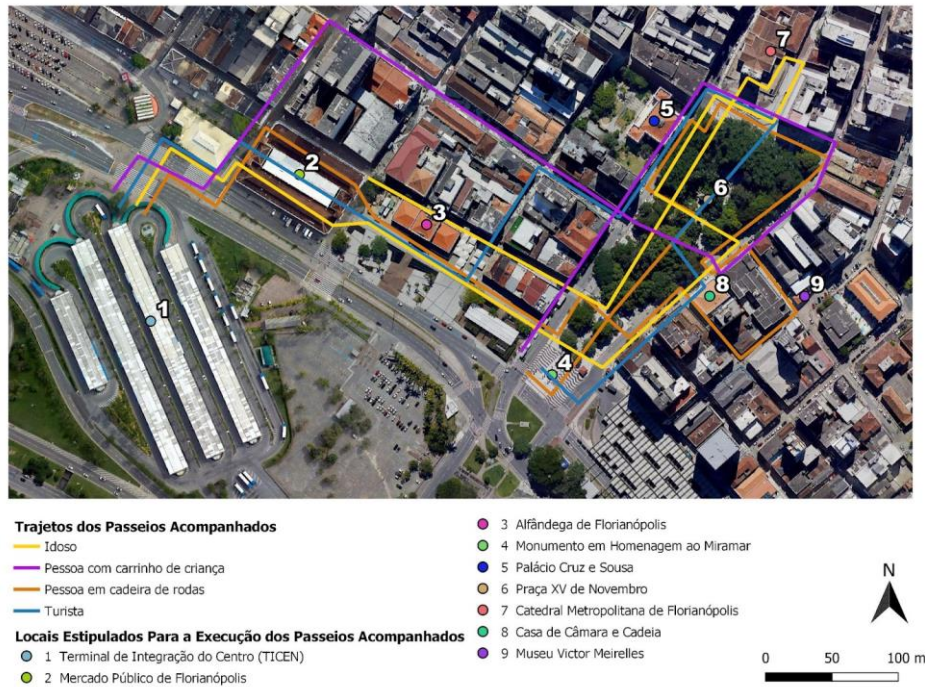 7
5
2
6
3
8
9
1
4
Trajetos dos Passeios Acompanhados
Idoso
Pessoa com carrinho de criança
Pessoa em cadeira de rodas
Turista
Locais Estipulados Para a Execução dos Passeios Acompanhados
1 Terminal de Integração do Centro (TICEN)
2 Mercado Público de Florianópolis
3 Alfândega de Florianópolis
4 Monumento em Homenagem ao Miramar
5 Palácio Cruz e Sousa
6 Praça XV de Novembro
7 Catedral Metropolitana de Florianópolis
8 Casa de Câmara e Cadeia
9 Museu Victor Meirelles
N
0 50 100 m